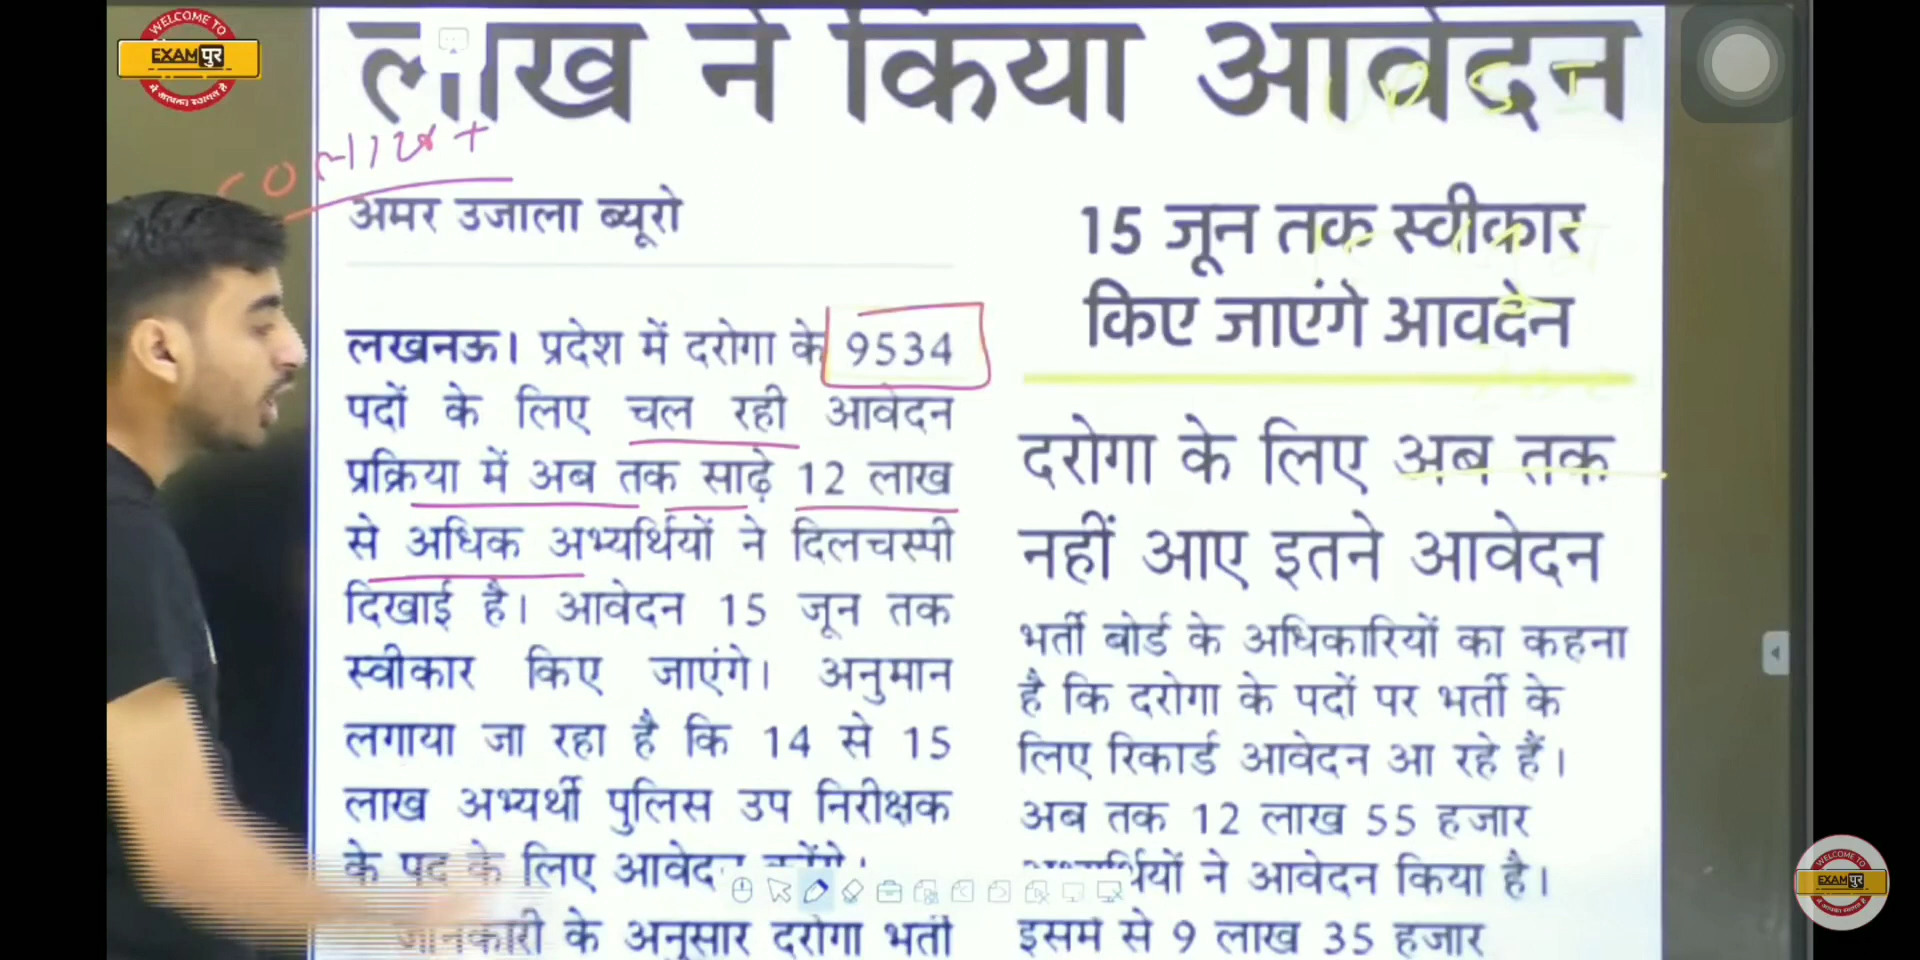 WELCOME TO
EXAMपुर
लाख ने किया आवेदन
अमर उजाला ब्यूरो
लखनऊ। प्रदेश में दरोगा के 9534
पदों के लिए चल रही आवेदन
प्रक्रिया में अब तक साढ़े 12 लाख
से अधिक अभ्यर्थियों ने दिलचस्पी
दिखाई है। आवेदन 15 जून तक
स्वीकार किए जाएंगे। अनुमान
लगाया जा रहा है कि 14 से 15
लाख अभ्यर्थी पुलिस उप निरीक्षक
के पद के लिए आवेदन
जानकारी के अनुसार दरोगा भर्ती
15 जून तक स्वीकार
किए जाएंगे आवदेन
दरोगा के लिए अब तक
नहीं आए इतने आवेदन
भर्ती बोर्ड के अधिकारियों का कहना
है कि दरोगा के पदों पर भर्ती के
लिए रिकार्ड आवेदन आ रहे हैं।
अब तक 12 लाख 55 हजार
ने आवेदन किया है।
इसमें से 9 लाख 35 हजार
WELCOME TO
EXAMपुर